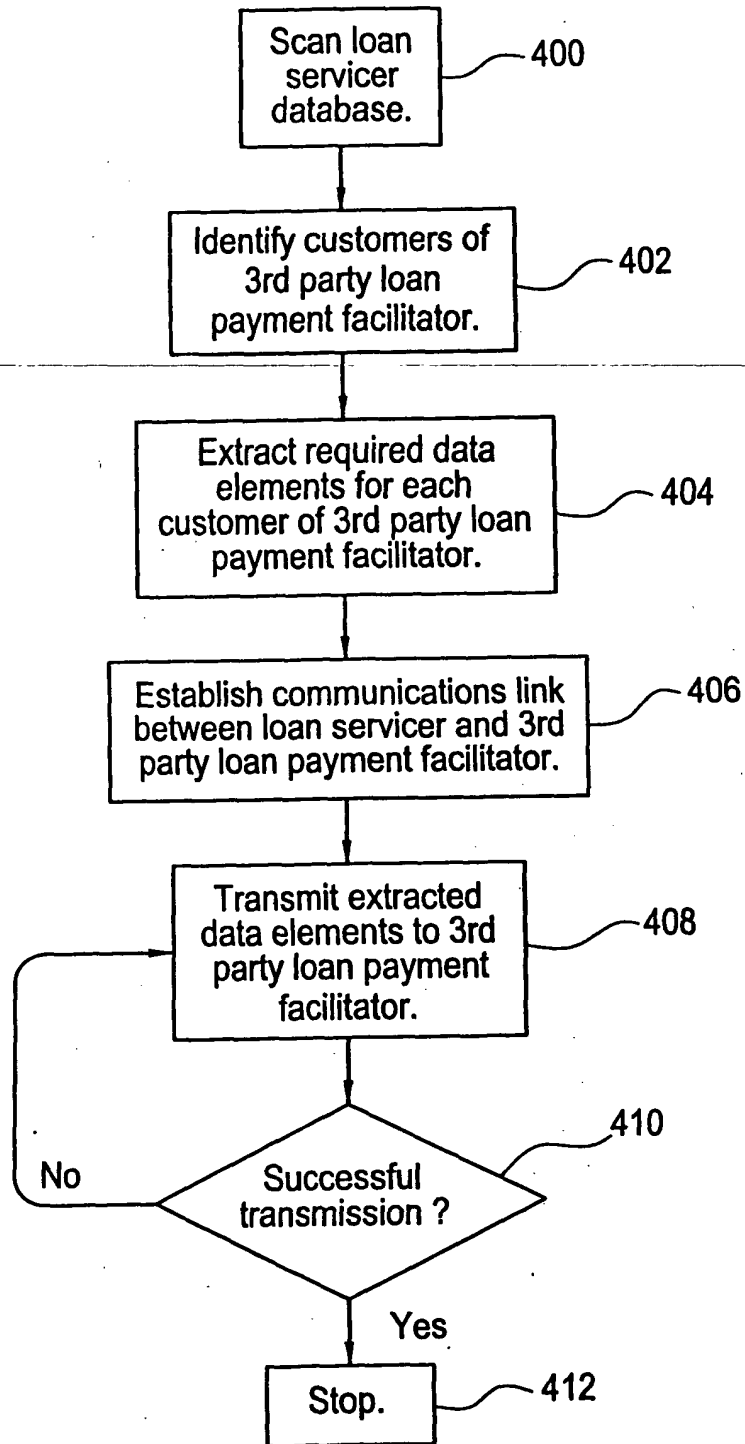 Scan loan
servicer
database.
400
Identify customers of
3rd party loan
payment facilitator.
402
Extract required data
elements for each
customer of 3rd party loan
payment facilitator.
404
Establish communications link
between loan servicer and 3rd
party loan payment facilitator.
406
Transmit extracted
data elements to 3rd
party loan payment
facilitator.
408
Successful
transmission ?
410
No
Yes
Stop.
412